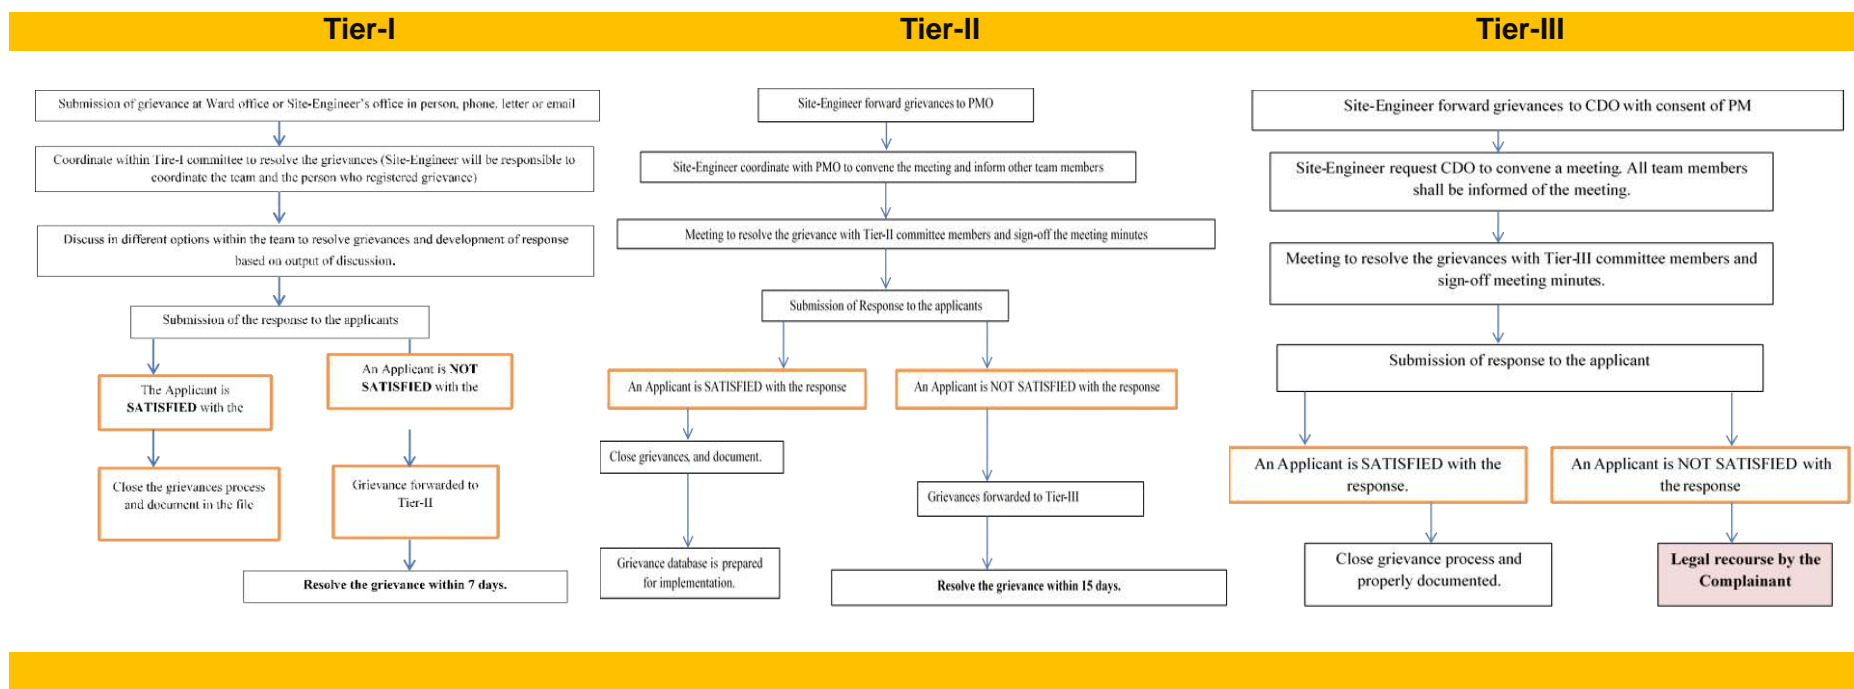 Tier-I
Submission of grievance at Ward office or Site-Engineer's office in person, phone, letter or email
Coordinate within Tire-I committee to resolve the grievances (Site-Engineer will be responsible to
coordinate the team and the person who registered grievance)
Discuss in different options within the team to resolve grievances and development of response
based on output of discussion.
Submission of the response to the applicants
The Applicant is
SATISFIED with the
An Applicant is NOT
SATISFIED with the
Close the grievances process
and document in the file
Grievance forwarded to
Tier-II
Resolve the grievance within 7 days.
Tier-II
Site-Engineer forward grievances to PMO
Site-Engineer coordinate with PMO to convene the meeting and inform other team members
Meeting to resolve the grievance with Tier-II committee members and sign-off the meeting minutes
Submission of Response to the applicants
An Applicant is SATISFIED with the response
An Applicant is NOT SATISFIED with the response
Close grievances, and document.
Grievances forwarded to Tier-III
Grievance database is prepared
for implementation.
Resolve the grievance within 15 days.
Tier-III
Site-Engineer forward grievances to CDO with consent of PM
Site-Engineer request CDO to convene a meeting. All team members
shall be informed of the meeting.
Meeting to resolve the grievances with Tier-III committee members and
sign-off meeting minutes.
Submission of response to the applicant
An Applicant is SATISFIED with the
response.
An Applicant is NOT SATISFIED with
the response
Close grievance process and
properly documented.
Legal recourse by the
Complainant